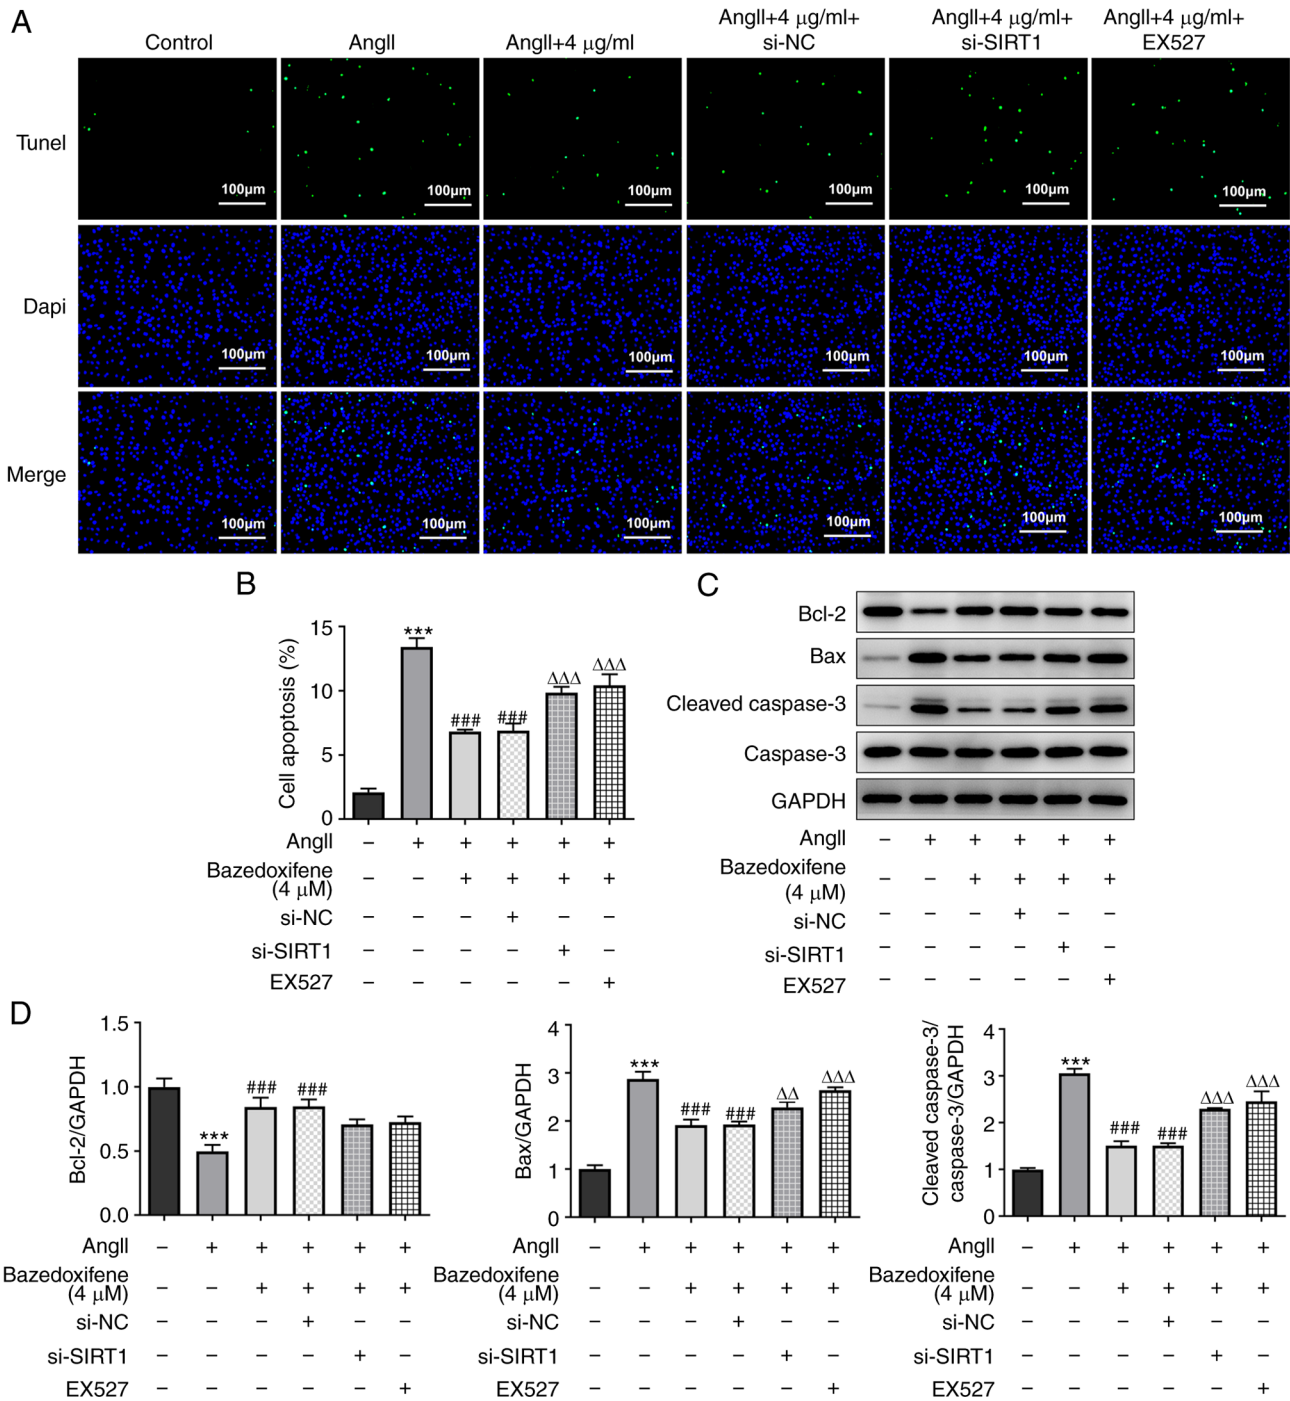 A
Control
AngII
AngII+4 μg/ml
AngII+4 μg/ml+
si-NC
AngII+4 μg/ml+
si-SIRT1
AngII+4 μg/ml+
EX527
Tunel
100μm
100μm
100μm
100μm
100μm
100μm
Dapi
100μm
100μm
100μm
100μm
100μm
100μm
Merge
100μm
100μm
100μm
100μm
100μm
100μm
B
Cell apoptosis (%)
15
10
5
0
***
###
###
ΔΔΔ
ΔΔΔ
AngII − + + + + +
Bazedoxifene
(4 μM) − − + + + +
si-NC − − − + − −
si-SIRT1 − − − − + −
EX527 − − − − − +
C
Bcl-2
Bax
Cleaved caspase-3
Caspase-3
GAPDH
AngII − + + + + +
Bazedoxifene
(4 μM) − − + + + +
si-NC − − − + − −
si-SIRT1 − − − − + −
EX527 − − − − − +
D
Bcl-2/GAPDH
1.5
1.0
0.5
0.0
***
###
###
AngII − + + + + +
Bazedoxifene
(4 μM) − − + + + +
si-NC − − − + − −
si-SIRT1 − − − − + −
EX527 − − − − − +
Bax/GAPDH
4
3
2
1
0
***
###
###
ΔΔ
ΔΔΔ
AngII − + + + + +
Bazedoxifene
(4 μM) − − + + + +
si-NC − − − + − −
si-SIRT1 − − − − + −
EX527 − − − − − +
Cleaved caspase-3/
caspase-3/GAPDH
4
3
2
1
0
***
###
###
ΔΔΔ
ΔΔΔ
AngII − + + + + +
Bazedoxifene
(4 μM) − − + + + +
si-NC − − − + − −
si-SIRT1 − − − − + −
EX527 − − − − − +